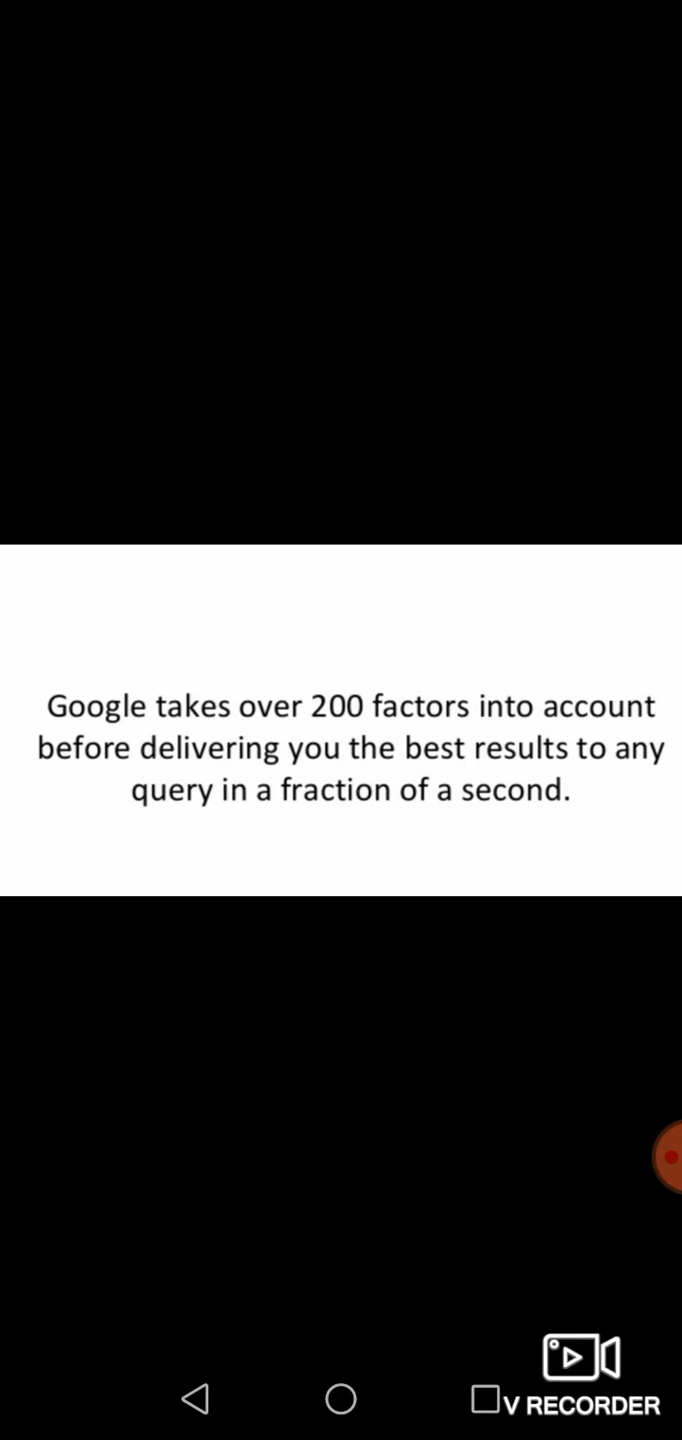 Google takes over 200 factors into account
before delivering you the best results to any
query in a fraction of a second.
V RECORDER